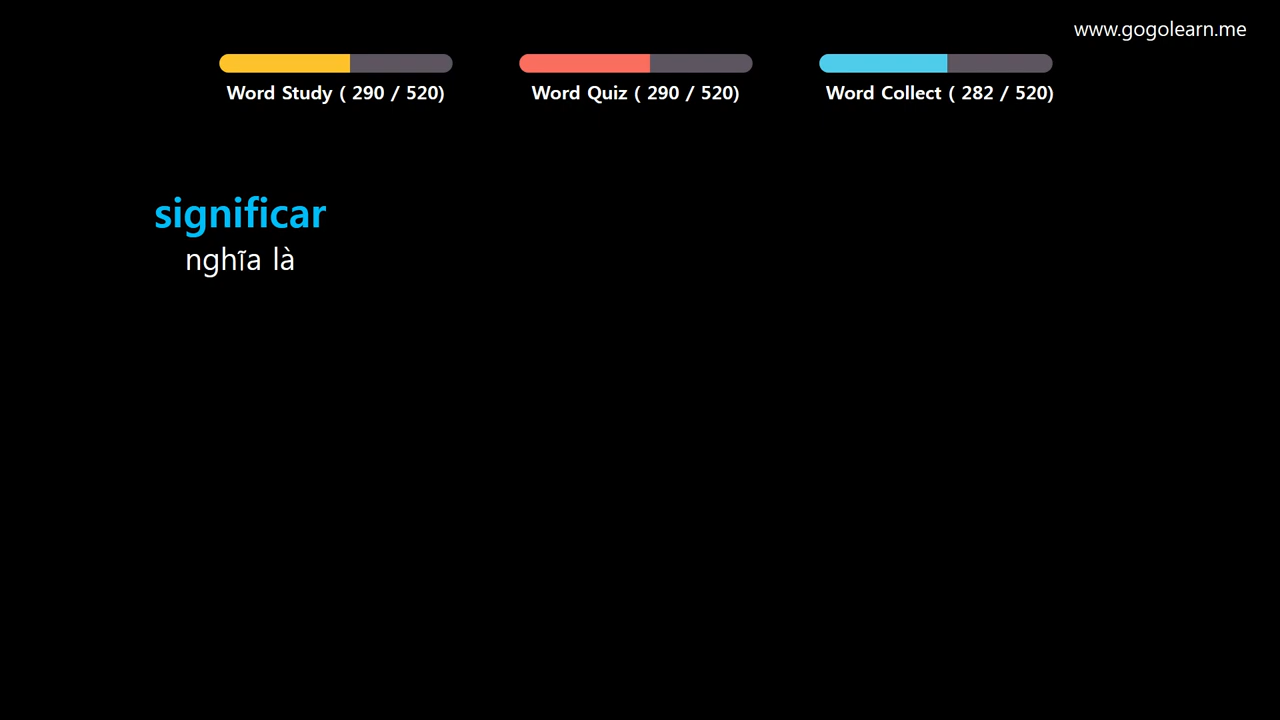 www.gogolearn.me
Word Study ( 290 / 520)
Word Quiz ( 290 / 520)
Word Collect ( 282 / 520)
significar
nghĩa là